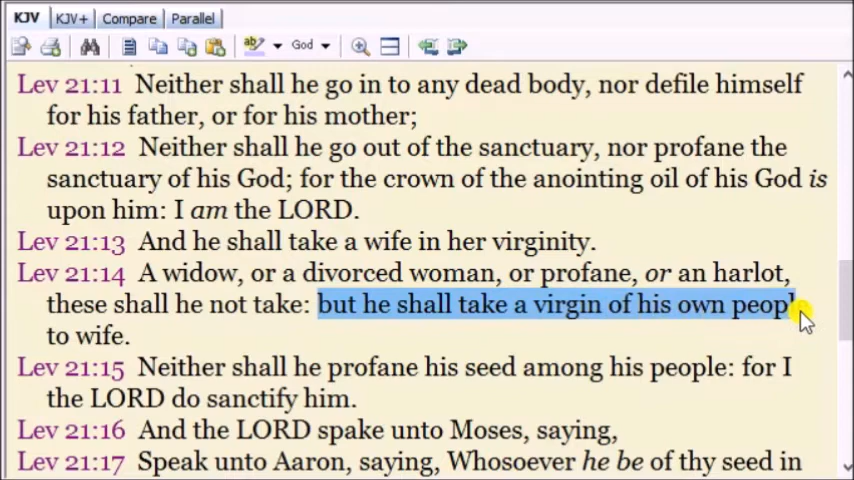 KJV KJV+ Compare Parallel
God
Lev 21:11 Neither shall he go in to any dead body, nor defile himself
for his father, or for his mother;
Lev 21:12 Neither shall he go out of the sanctuary, nor profane the
sanctuary of his God; for the crown of the anointing oil of his God is
upon him: I am the LORD.
Lev 21:13 And he shall take a wife in her virginity.
Lev 21:14 A widow, or a divorced woman, or profane, or an harlot,
these shall he not take: but he shall take a virgin of his own people
to wife.
Lev 21:15 Neither shall he profane his seed among his people: for I
the LORD do sanctify him.
Lev 21:16 And the LORD spake unto Moses, saying,
Lev 21:17 Speak unto Aaron, saying, Whosoever he be of thy seed in